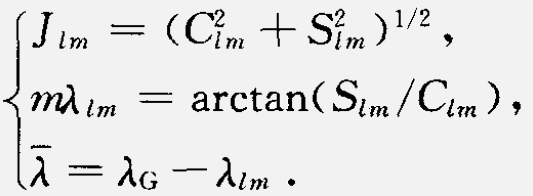 J_{lm} = (C_{lm}^2 + S_{lm}^2)^{1/2},
mλ_{lm} = arctan(S_{lm}/C_{lm}),
\bar{λ} = λ_G − λ_{lm}.